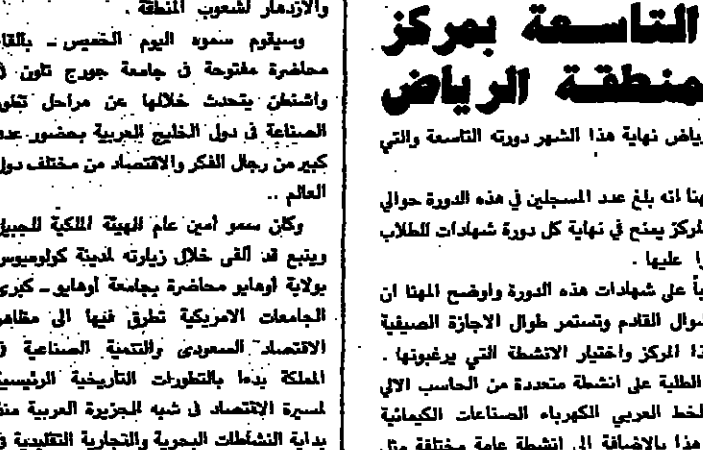 التاسعة بمركز
منطقة الرياض
رياض نهاية هذا الشهر دورته التاسعة والتي
هنا انه بلغ عدد المسجلين في هذه الدورة حوالي
المركز يمنح في نهاية كل دورة شهادات للطلاب
عليها .
على شهادات هذه الدورة واوضح المهنا ان
شوال القادم وتستمر طوال الاجازة الصيفية
المركز واختيار الانشطة التي يرغبونها .
الطلبة على انشطة متعددة من الحاسب الالي
الخط العربي الكهرباء الصناعات الكيمائية
هذا بالاضافة الى انشطة عامة مختلفة مثل
والازدهار لشعوب المنطقة .
وسيقوم سموه اليوم الخميس - بالقاء
محاضرة مفتوحة في جامعة جورج تاون في
واشنطن يتحدث خلالها عن مراحل تطور
الصناعة في دول الخليج العربية بحضور عدد
كبير من رجال الفكر والاقتصاد من مختلف دول
العالم ..
وكان سمو أمين عام الهيئة الملكية للجبيل
وينبع قد ألقى خلال زيارته لمدينة كولومبوس
بولاية أوهايو محاضرة بجامعة أوهايو - كبرى
الجامعات الامريكية تطرق فيها الى مظاهر
الاقتصاد السعودى والتنمية الصناعية في
المملكة بدءا بالتطورات التأريخية الرئيسية
لمسيرة الاقتصاد في شبه الجزيرة العربية منذ
بداية النشاطات البحرية والتجارية التقليدية في